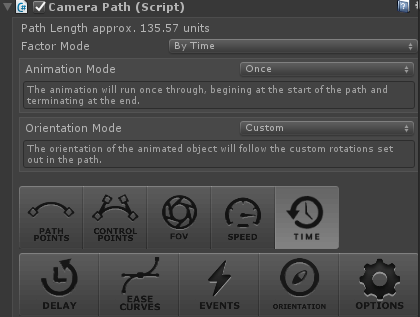 Camera Path (Script)
Path Length approx. 135.57 units
Factor Mode By Time
Animation Mode Once
The animation will run once through, begining at the start of the path and
terminating at the end.
Orientation Mode Custom
The orientation of the animated object will follow the custom rotations set
out in the path.
PATH POINTS
CONTROL POINTS
FOV
SPEED
TIME
DELAY
EASE CURVES
EVENTS
ORIENTATION
OPTIONS